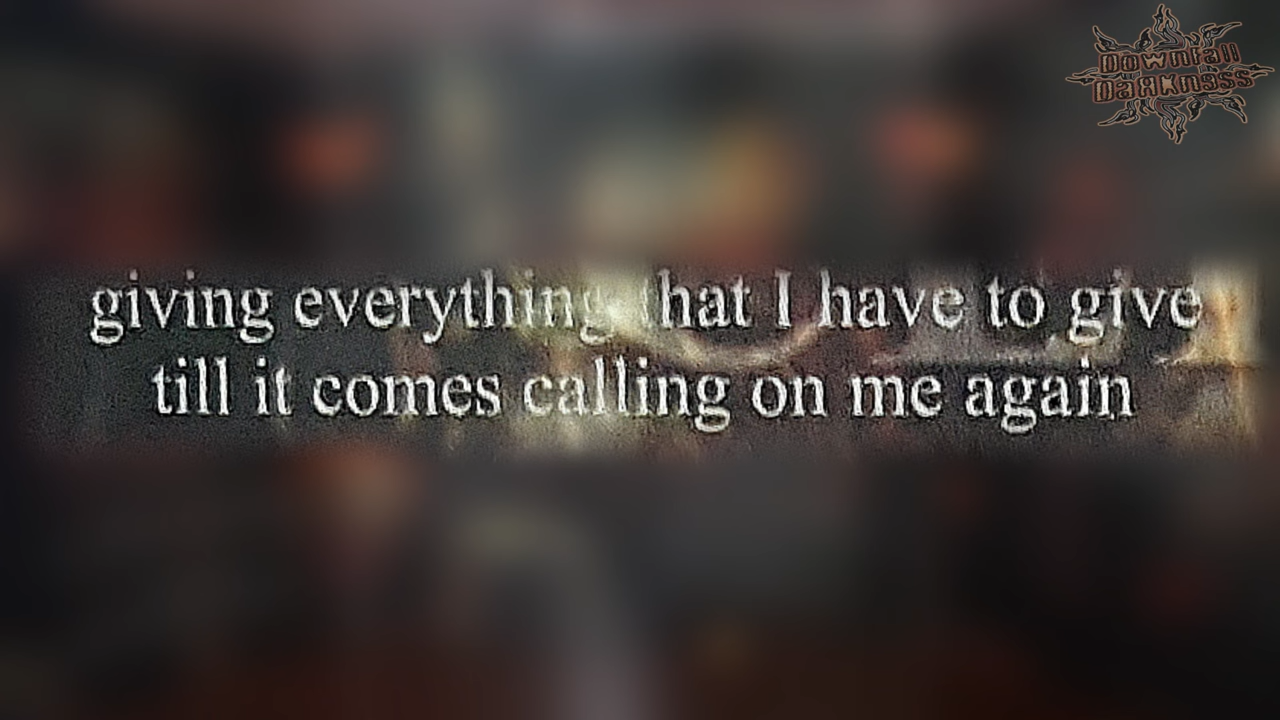 Downfall
Darkness
giving everything that I have to give
till it comes calling on me again